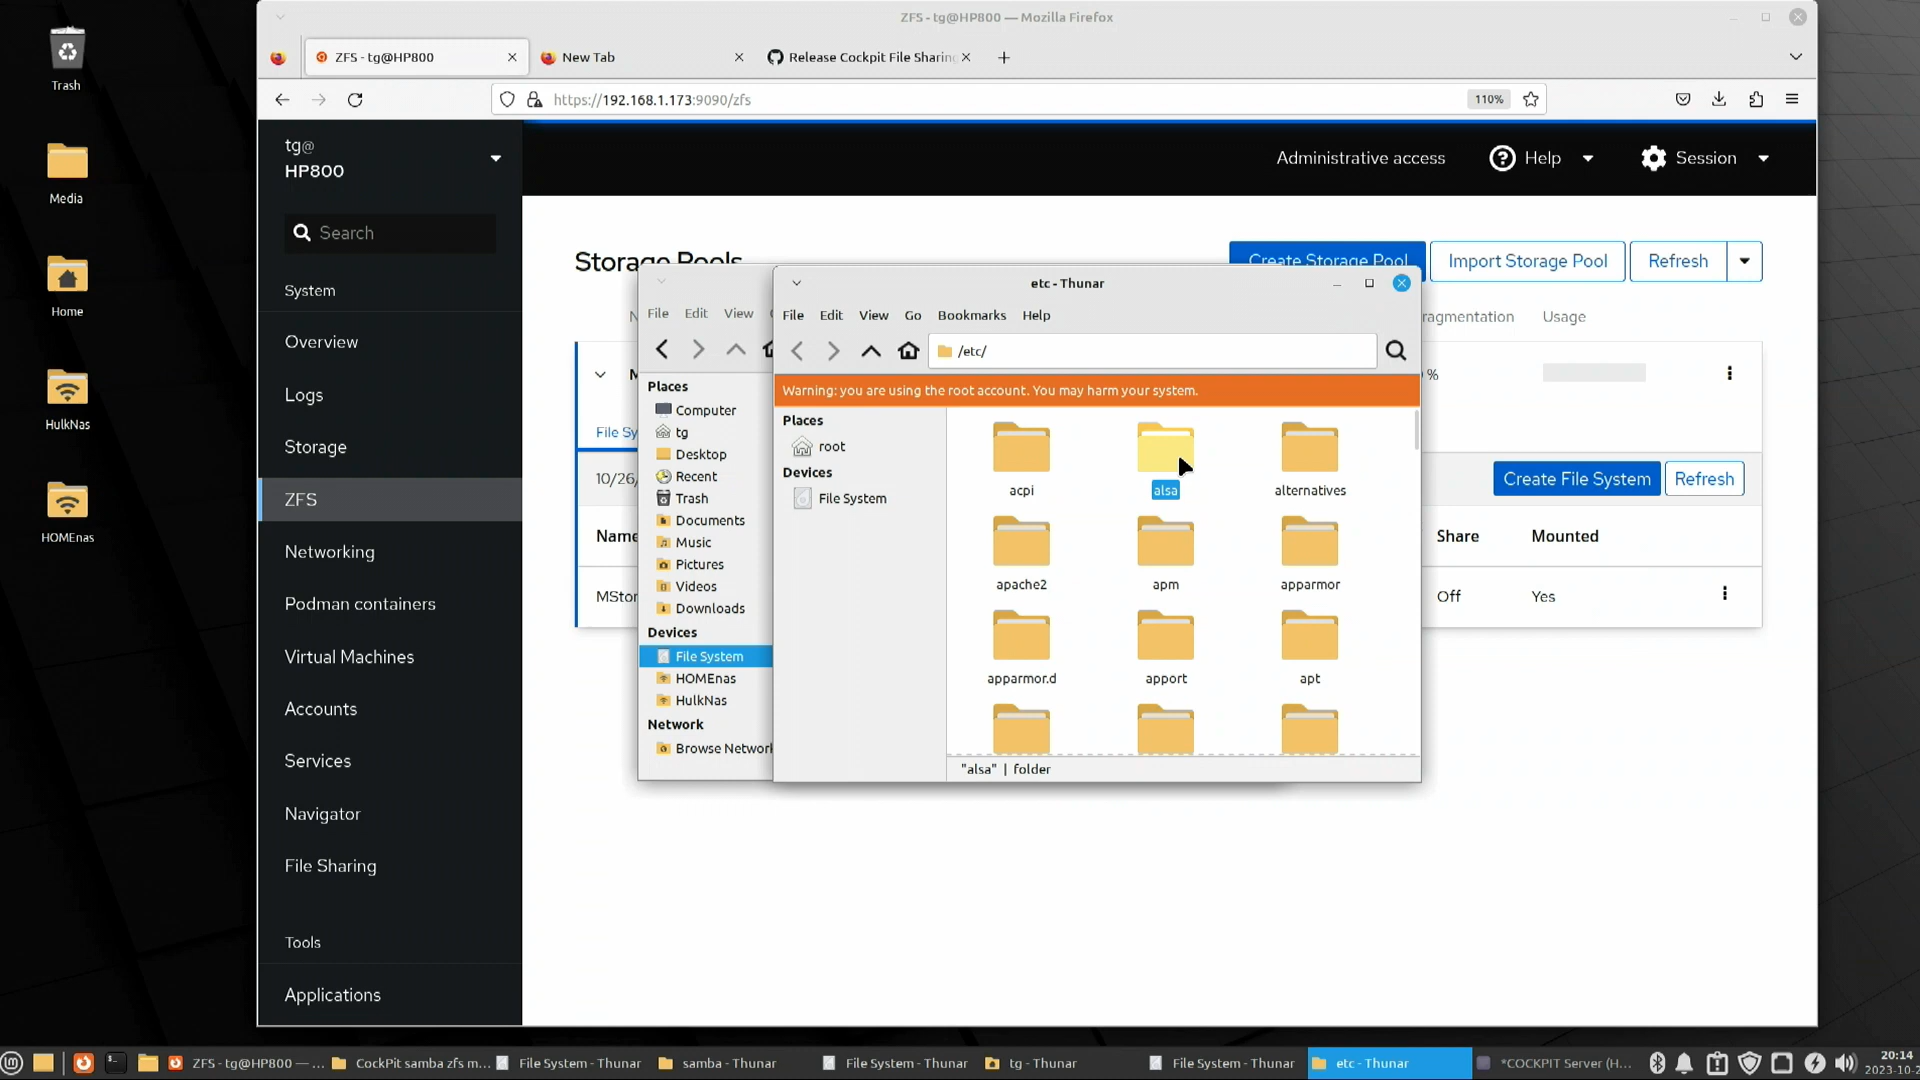 Trash
Media
Home
HulkNas
HOMEnas
ZFS - tg@HP800 — Mozilla Firefox
ZFS - tg@HP800
New Tab
Release Cockpit File Sharing
https://192.168.1.173:9090/zfs
110%
tg@
HP800
Search
System
Overview
Logs
Storage
ZFS
Networking
Podman containers
Virtual Machines
Accounts
Services
Navigator
File Sharing
Tools
Applications
Administrative access
Help
Session
Storage Pools
Create Storage Pool
Import Storage Pool
Refresh
Usage
%
File Sy
10/26/
Create File System
Refresh
Name
Share
Mounted
MStor
Off
Yes
File Edit View
Places
Computer
tg
Desktop
Recent
Trash
Documents
Music
Pictures
Videos
Downloads
Devices
File System
HOMEnas
HulkNas
Network
Browse Network
etc - Thunar
File Edit View Go Bookmarks Help
/etc/
Warning: you are using the root account. You may harm your system.
Places
root
Devices
File System
acpi
alsa
alternatives
apache2
apm
apparmor
apparmor.d
apport
apt
"alsa" | folder
ZFS - tg@HP800 — ...
CockPit samba zfs m...
File System - Thunar
samba - Thunar
File System - Thunar
tg - Thunar
File System - Thunar
etc - Thunar
*COCKPIT Server (H...
20:14
2023-10-2